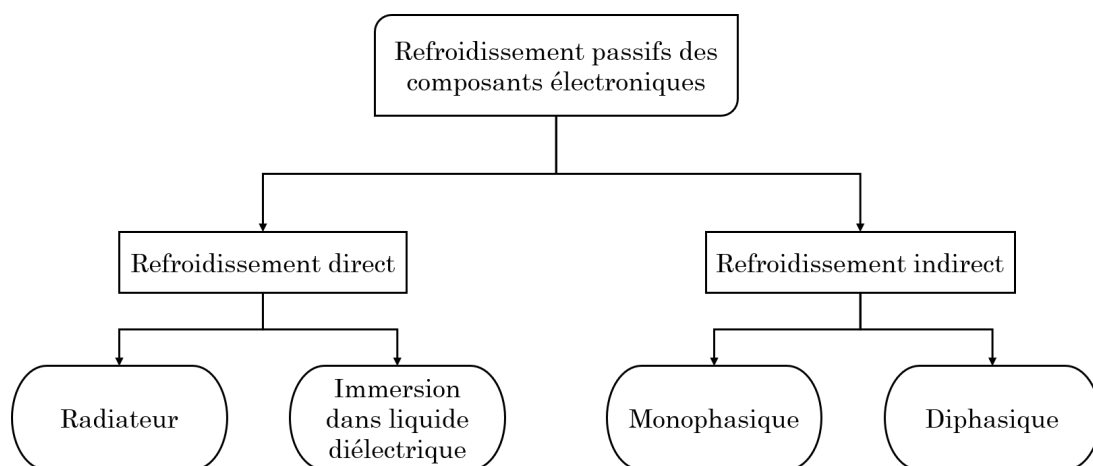 Refroidissement passifs des
composants électroniques
Refroidissement direct
Refroidissement indirect
Radiateur
Immersion
dans liquide
diélectrique
Monophasique
Diphasique